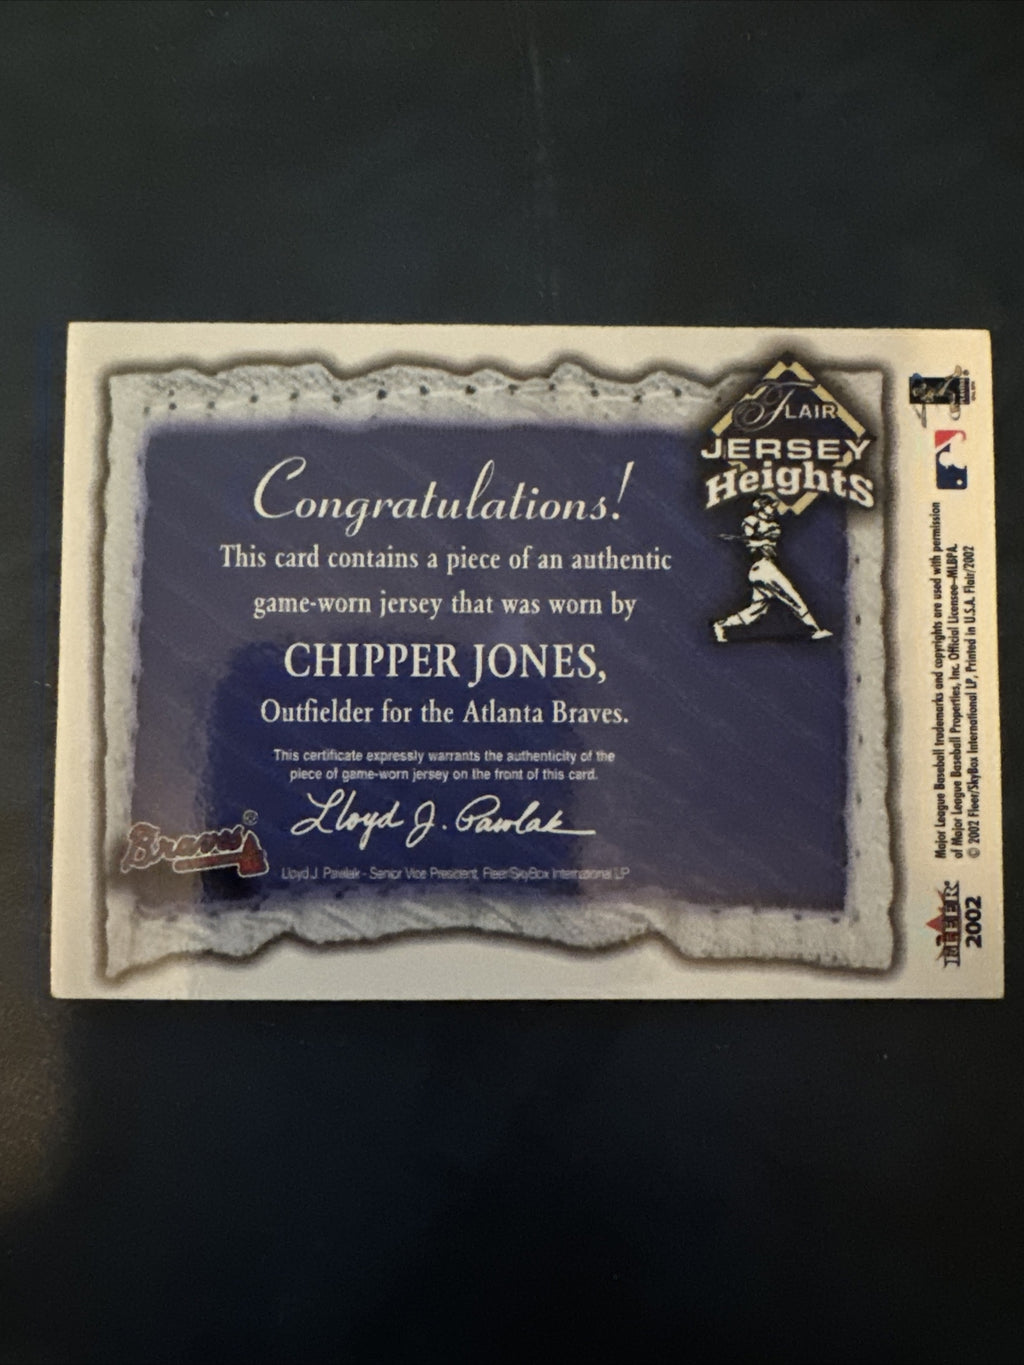 FLAIR
JERSEY
Heights
Congratulations!
This card contains a piece of an authentic
game-worn jersey that was worn by
CHIPPER JONES,
Outfielder for the Atlanta Braves.
This certificate expressly warrants the authenticity of the
piece of game-worn jersey on the front of this card.
Lloyd J. Pawlak
Lloyd J. Pawlak - Senior Vice President, Fleer/SkyBox International LP
Braves®
Major League Baseball trademarks and copyrights are used with permission
of Major League Baseball Properties, Inc. Official Licensee—MLBPA.
© 2002 Fleer/SkyBox International LP, Printed in U.S.A. Flair/2002
FLEER
2002